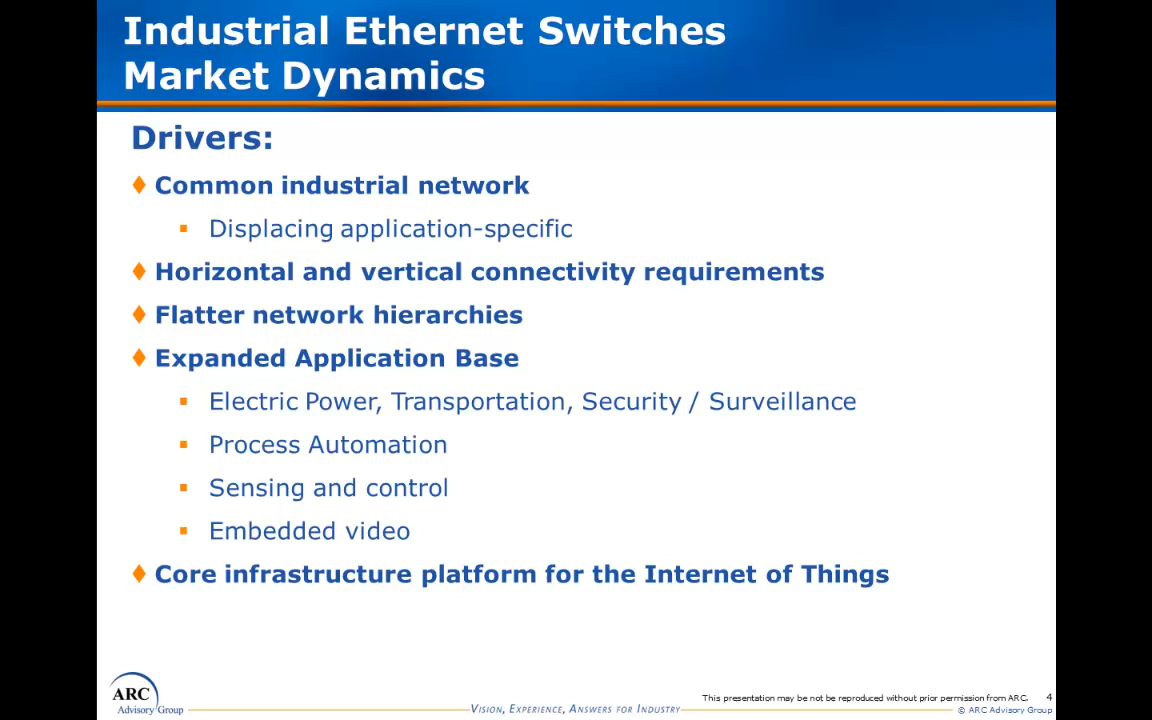 Industrial Ethernet Switches
Market Dynamics
Drivers:
Common industrial network
Displacing application-specific
Horizontal and vertical connectivity requirements
Flatter network hierarchies
Expanded Application Base
Electric Power, Transportation, Security / Surveillance
Process Automation
Sensing and control
Embedded video
Core infrastructure platform for the Internet of Things
ARC
Advisory Group
VISION, EXPERIENCE, ANSWERS FOR INDUSTRY
This presentation may be not be reproduced without prior permission from ARC. 4
© ARC Advisory Group